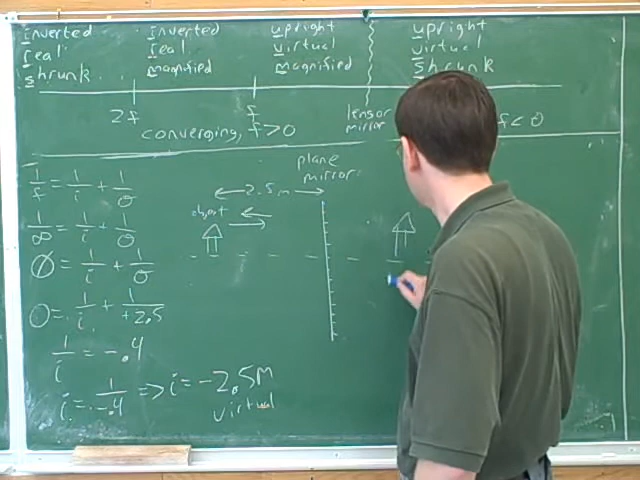 inverted
real
shrunk
inverted
real
magnified
upright
virtual
magnified
upright
virtual
shrunk
2f
f
converging, f>0
lens or
mirror
f<0
1/f = 1/i + 1/o
1/∞ = 1/i + 1/o
0 = 1/i + 1/o
0 = 1/i + 1/+2.5
1/i = -.4
i = 1/-.4 => i = -2.5m
virtual
plane
mirror
2.5m
object